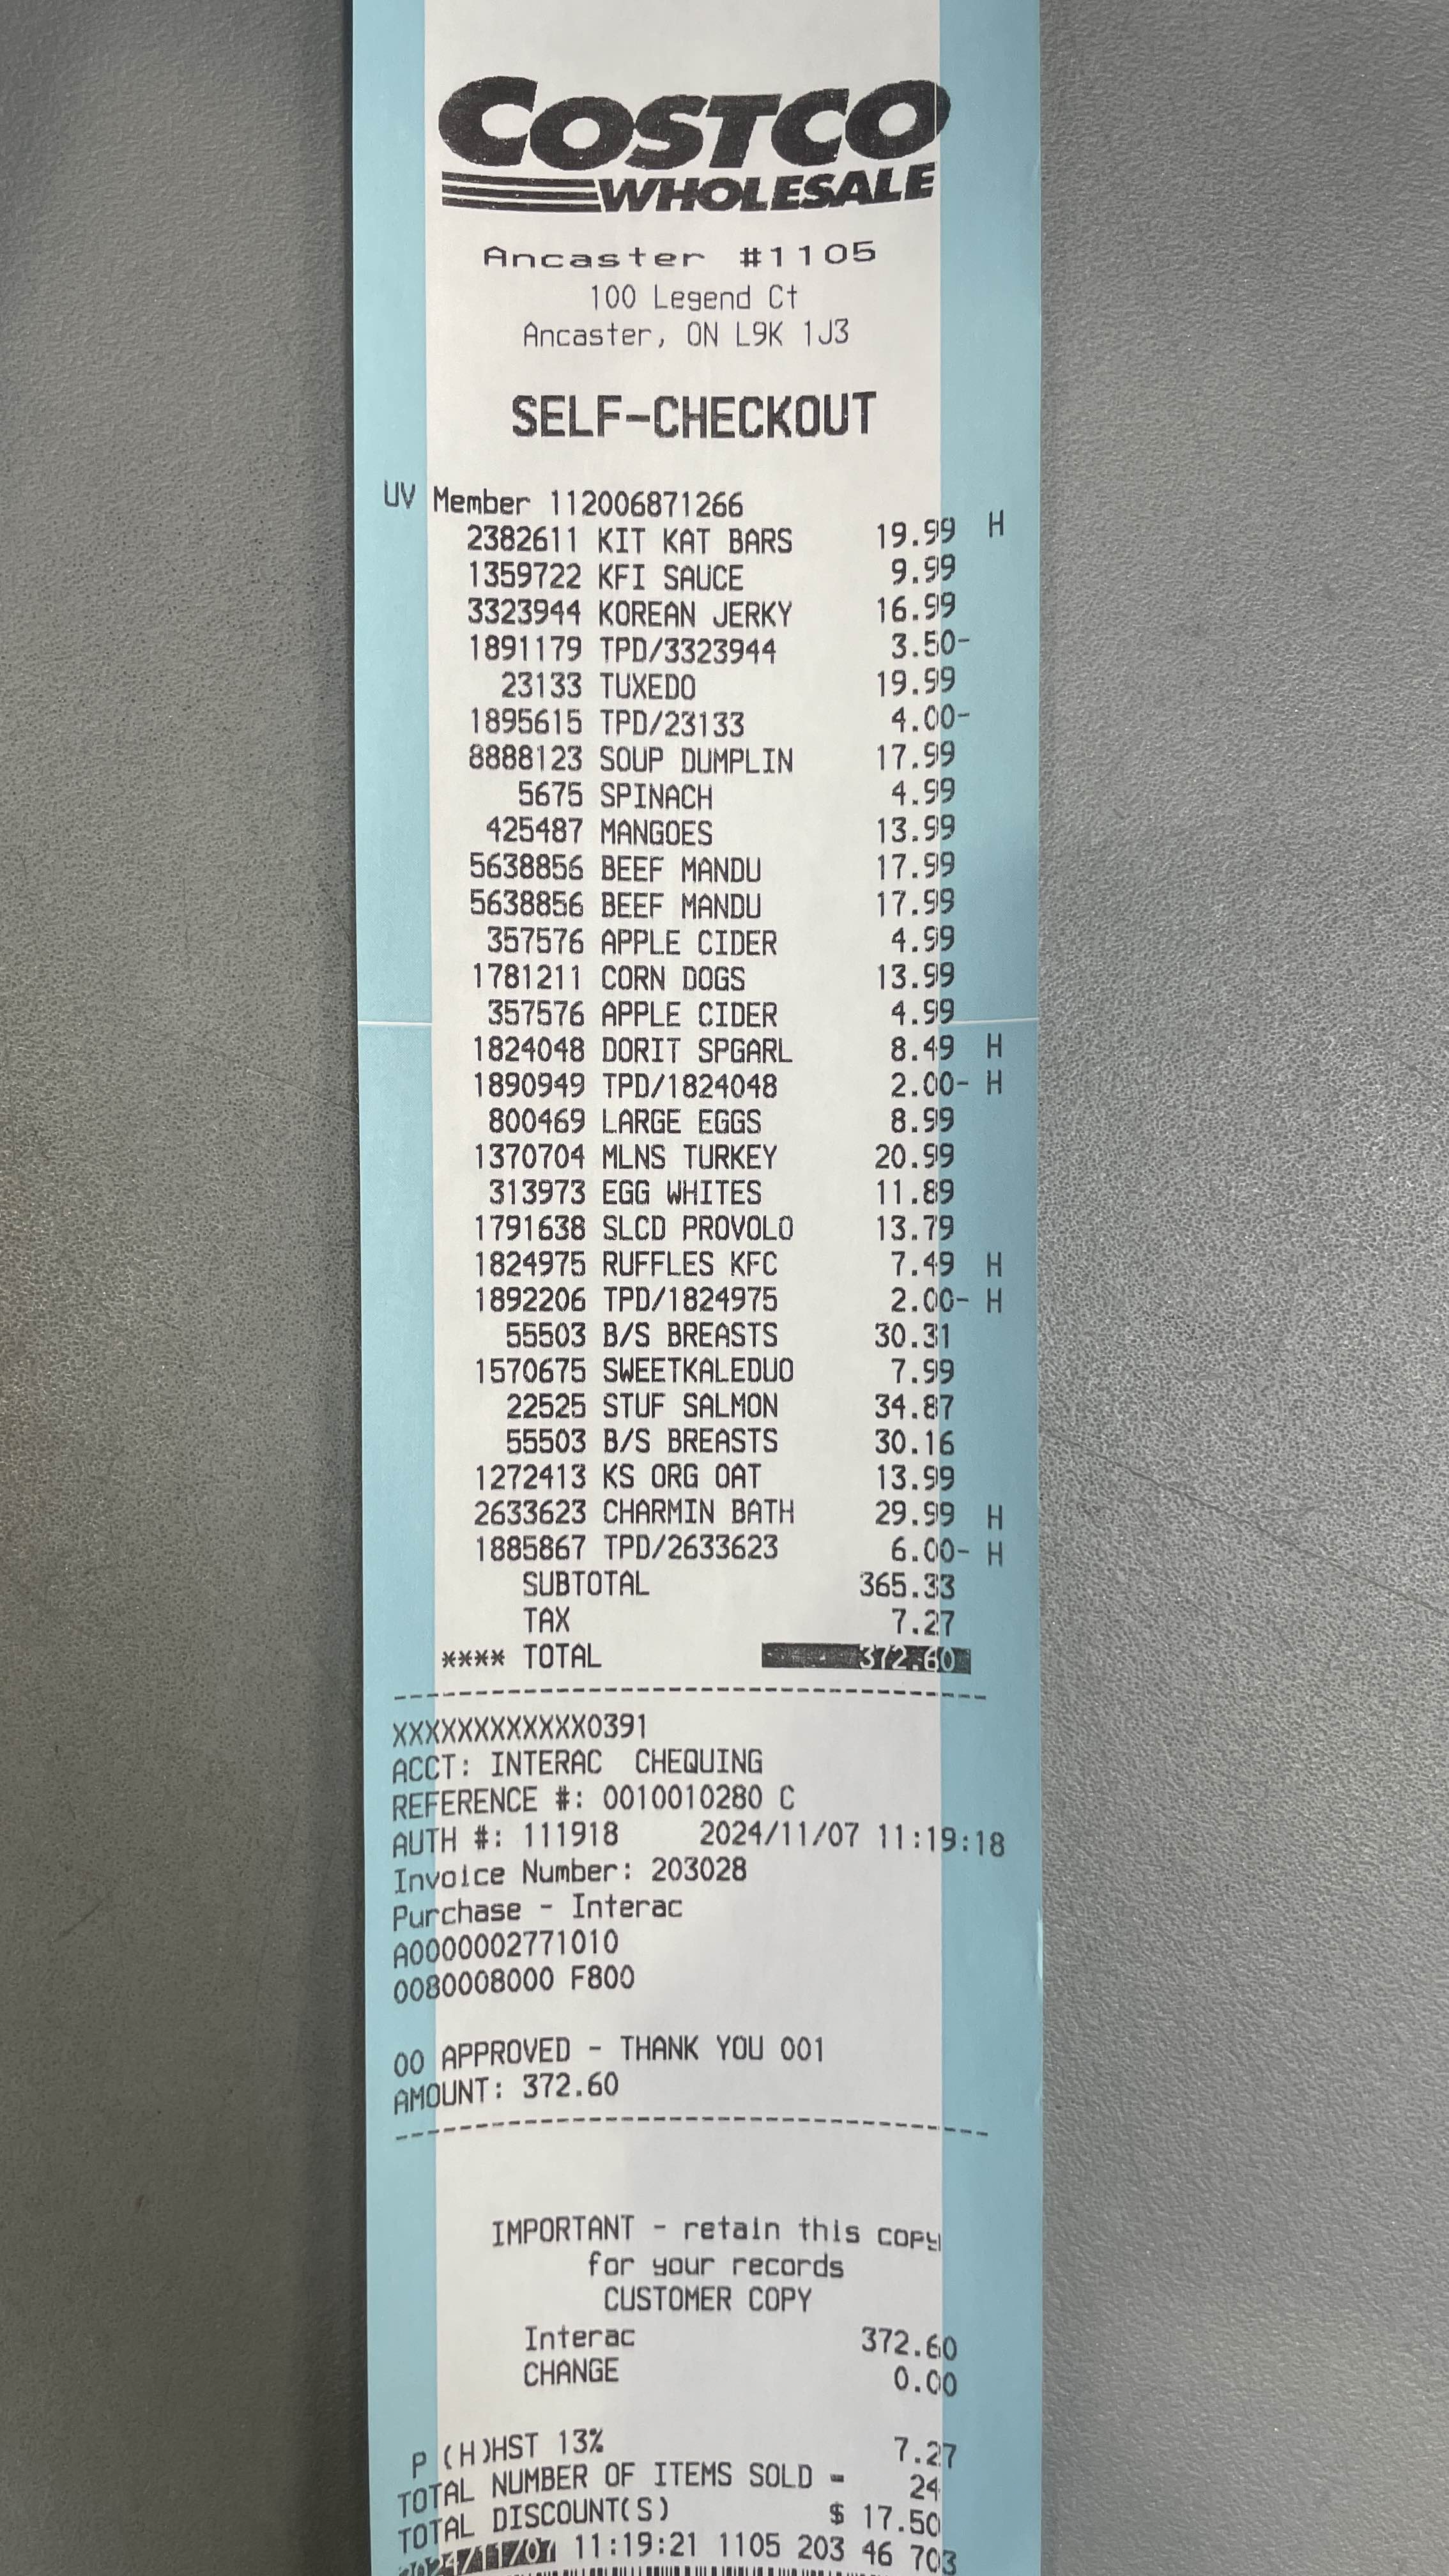 COSTCO
WHOLESALE
Ancaster #1105
100 Legend Ct
Ancaster, ON L9K 1J3
SELF-CHECKOUT
UV Member 112006871266
2382611 KIT KAT BARS 19.99 H
1359722 KFI SAUCE 9.99
3323944 KOREAN JERKY 16.99
1891179 TPD/3323944 3.50-
23133 TUXEDO 19.99
1895615 TPD/23133 4.00-
8888123 SOUP DUMPLIN 17.99
5675 SPINACH 4.99
425487 MANGOES 13.99
5638856 BEEF MANDU 17.99
5638856 BEEF MANDU 17.99
357576 APPLE CIDER 4.99
1781211 CORN DOGS 13.99
357576 APPLE CIDER 4.99
1824048 DORIT SPGARL 8.49 H
1890949 TPD/1824048 2.00- H
800469 LARGE EGGS 8.99
1370704 MLNS TURKEY 20.99
313973 EGG WHITES 11.89
1791638 SLCD PROVOLO 13.79
1824975 RUFFLES KFC 7.49 H
1892206 TPD/1824975 2.00- H
55503 B/S BREASTS 30.31
1570675 SWEETKALEDUO 7.99
22525 STUF SALMON 34.87
55503 B/S BREASTS 30.16
1272413 KS ORG OAT 13.99
2633623 CHARMIN BATH 29.99 H
1885867 TPD/2633623 6.00- H
SUBTOTAL 365.33
TAX 7.27
**** TOTAL 372.60
XXXXXXXXXXXX0391
ACCT: INTERAC CHEQUING
REFERENCE #: 0010010280 C
AUTH #: 111918 2024/11/07 11:19:18
Invoice Number: 203028
Purchase - Interac
A0000002771010
0080008000 F800
00 APPROVED - THANK YOU 001
AMOUNT: 372.60
IMPORTANT - retain this copy
for your records
CUSTOMER COPY
Interac 372.60
CHANGE 0.00
P (H)HST 13% 7.27
TOTAL NUMBER OF ITEMS SOLD = 24
TOTAL DISCOUNT(S) $ 17.50
11:19:21 1105 203 46 703